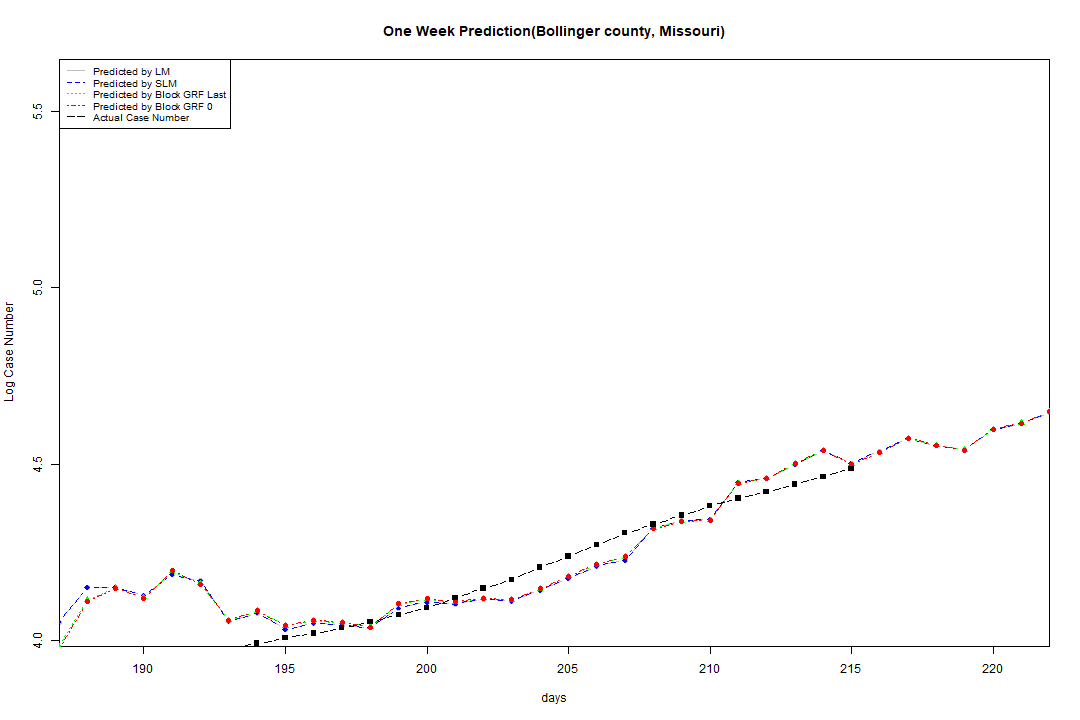 One Week Prediction(Bollinger county, Missouri)
Predicted by LM
Predicted by SLM
Predicted by Block GRF Last
Predicted by Block GRF 0
Actual Case Number
5.5
5.0
4.5
4.0
Log Case Number
190 195 200 205 210 215 220
days